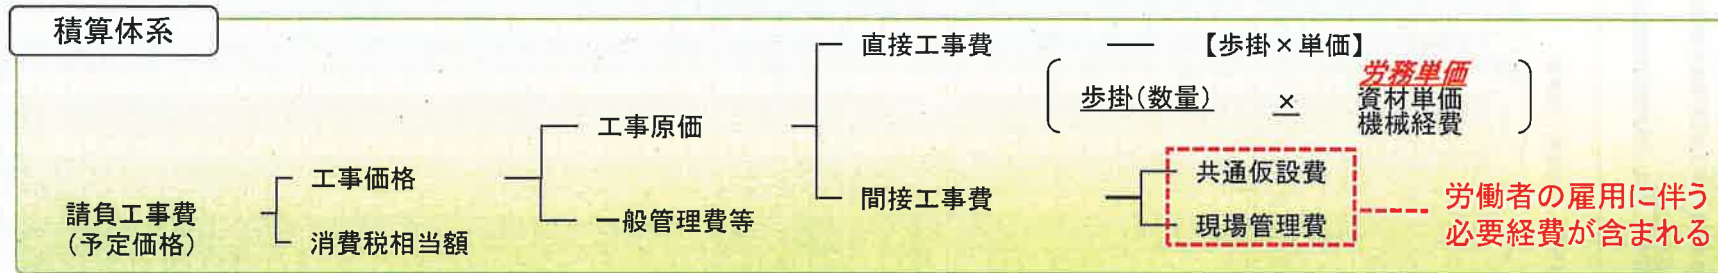 積算体系
直接工事費
【歩掛×単価】
歩掛(数量)
×
労務単価
資材単価
機械経費
工事原価
工事価格
間接工事費
共通仮設費
現場管理費
労働者の雇用に伴う
必要経費が含まれる
請負工事費
(予定価格)
一般管理費等
消費税相当額